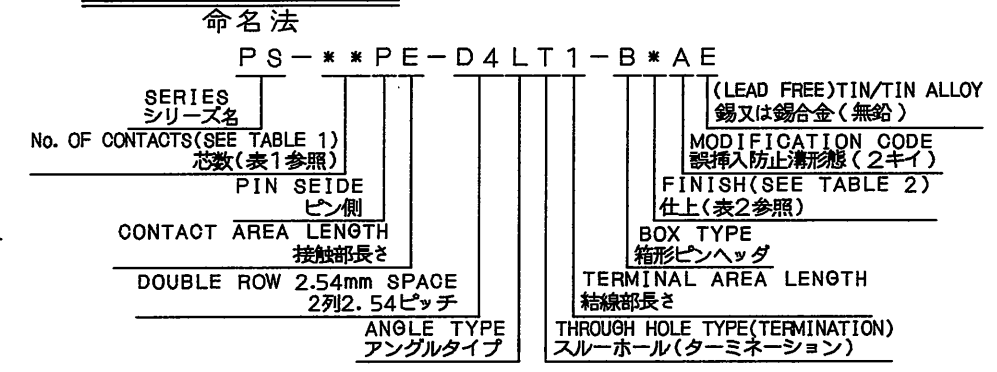 命名法
PS-**PE-D4LT1-B*AE
SERIES
シリーズ名
No. OF CONTACTS(SEE TABLE 1)
芯数(表1参照)
PIN SEIDE
ピン側
CONTACT AREA LENGTH
接触部長さ
DOUBLE ROW 2.54mm SPACE
2列2.54ピッチ
ANGLE TYPE
アングルタイプ
(LEAD FREE)TIN/TIN ALLOY
錫又は錫合金(無鉛)
MODIFICATION CODE
誤挿入防止溝形態(2キイ)
FINISH(SEE TABLE 2)
仕上(表2参照)
BOX TYPE
箱形ピンヘッダ
TERMINAL AREA LENGTH
結線部長さ
THROUGH HOLE TYPE(TERMINATION)
スルーホール(ターミネーション)